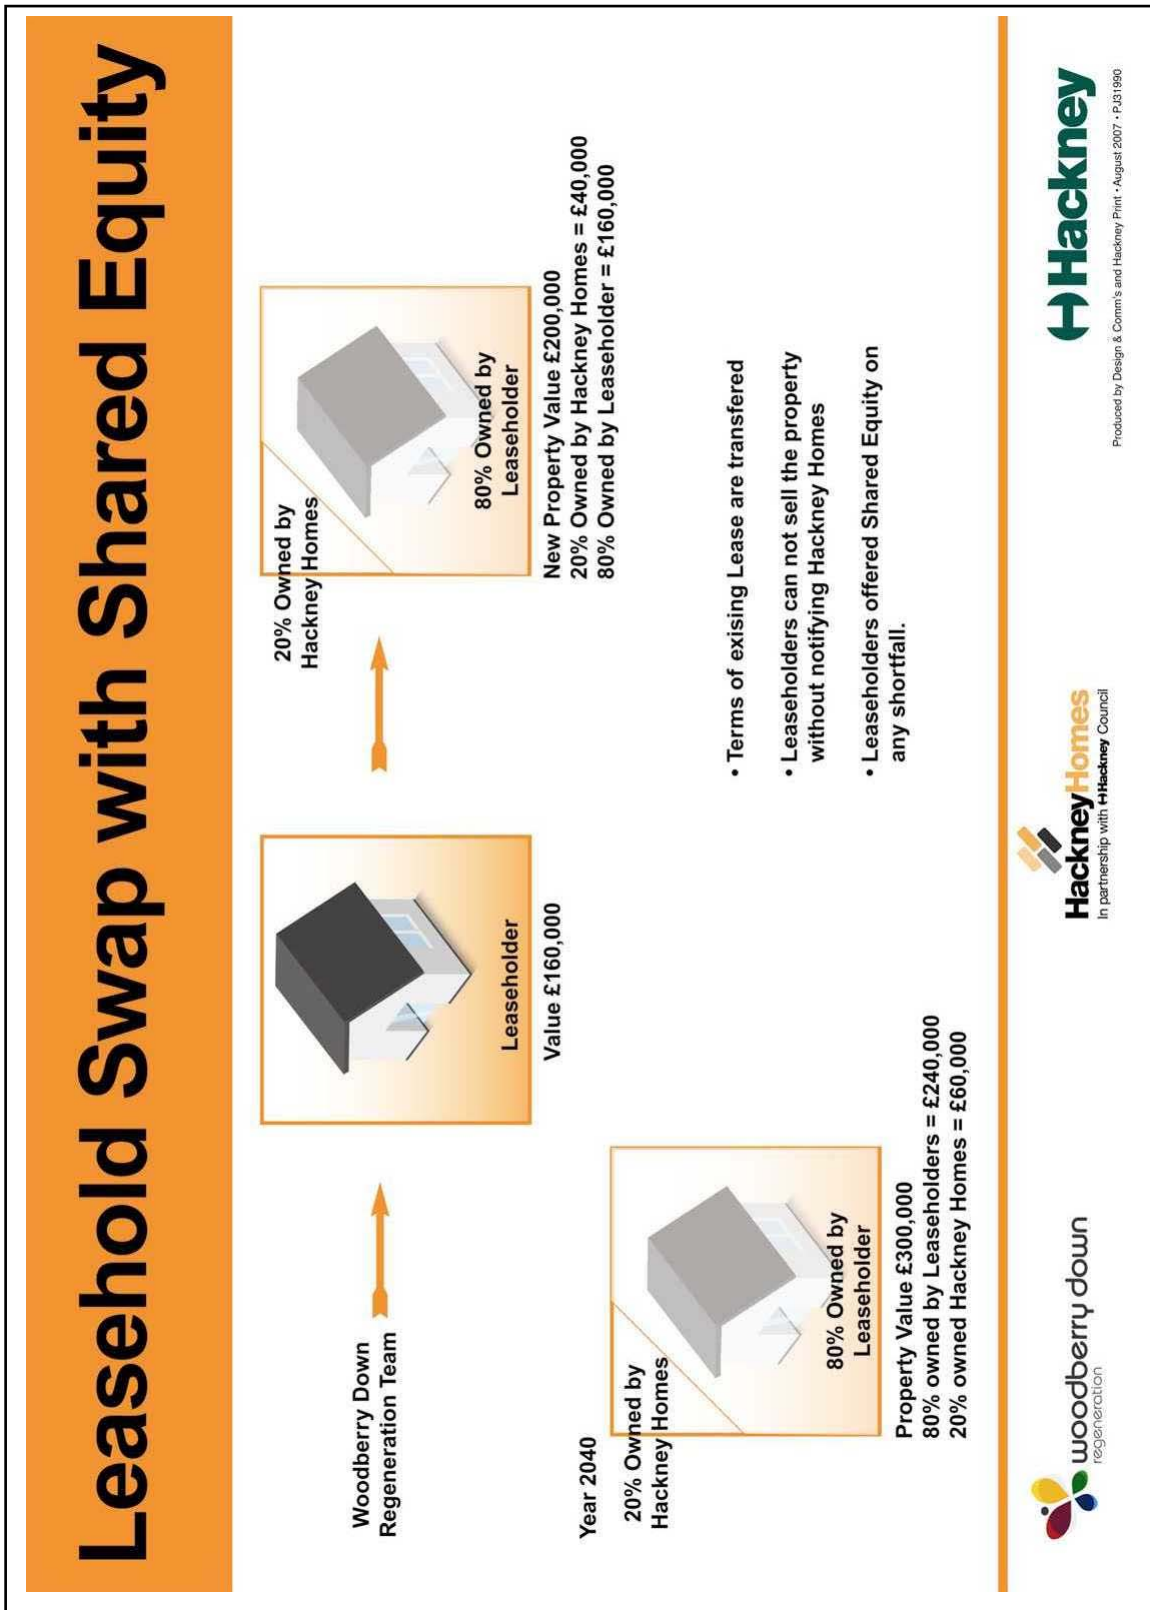 Leasehold Swap with Shared Equity
Woodberry Down
Regeneration Team
Leaseholder
Value £160,000
20% Owned by
Hackney Homes
80% Owned by
Leaseholder
New Property Value £200,000
20% Owned by Hackney Homes = £40,000
80% Owned by Leaseholder = £160,000
Year 2040
20% Owned by
Hackney Homes
80% Owned by
Leaseholder
Property Value £300,000
80% owned by Leaseholders = £240,000
20% owned Hackney Homes = £60,000
• Terms of exising Lease are transfered
• Leaseholders can not sell the property
without notifying Hackney Homes
• Leaseholders offered Shared Equity on
any shortfall.
woodberry down
regeneration
HackneyHomes
In partnership with Hackney Council
Hackney
Produced by Design & Comm's and Hackney Print • August 2007 • PJ31990